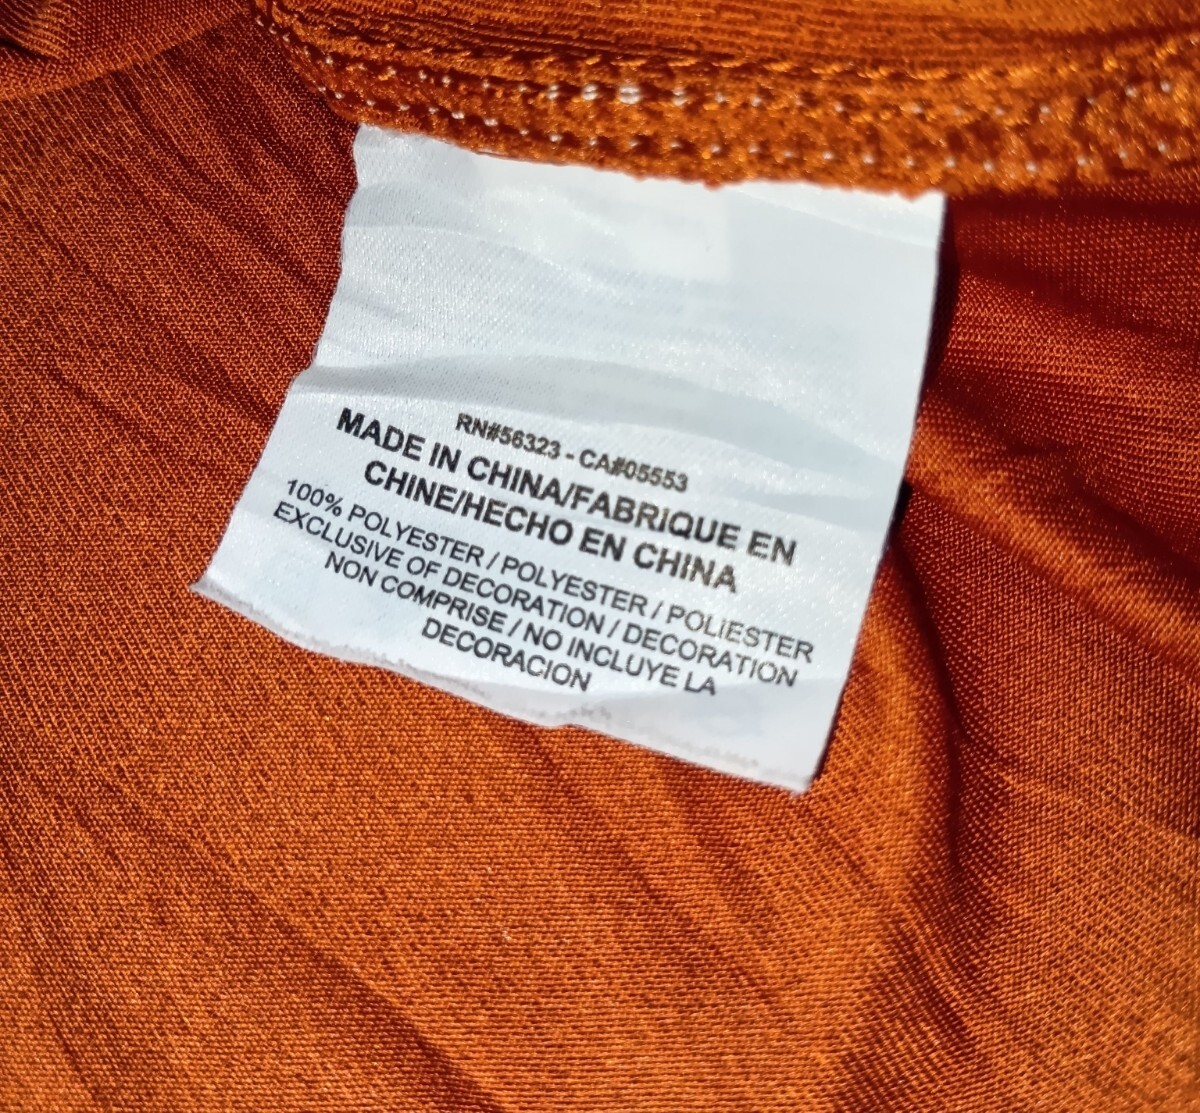 RN#56323 - CA#05553
MADE IN CHINA/FABRIQUE EN
CHINE/HECHO EN CHINA
100% POLYESTER / POLYESTER / POLIESTER
EXCLUSIVE OF DECORATION / DECORATION
NON COMPRISE / NO INCLUYE LA
DECORACION